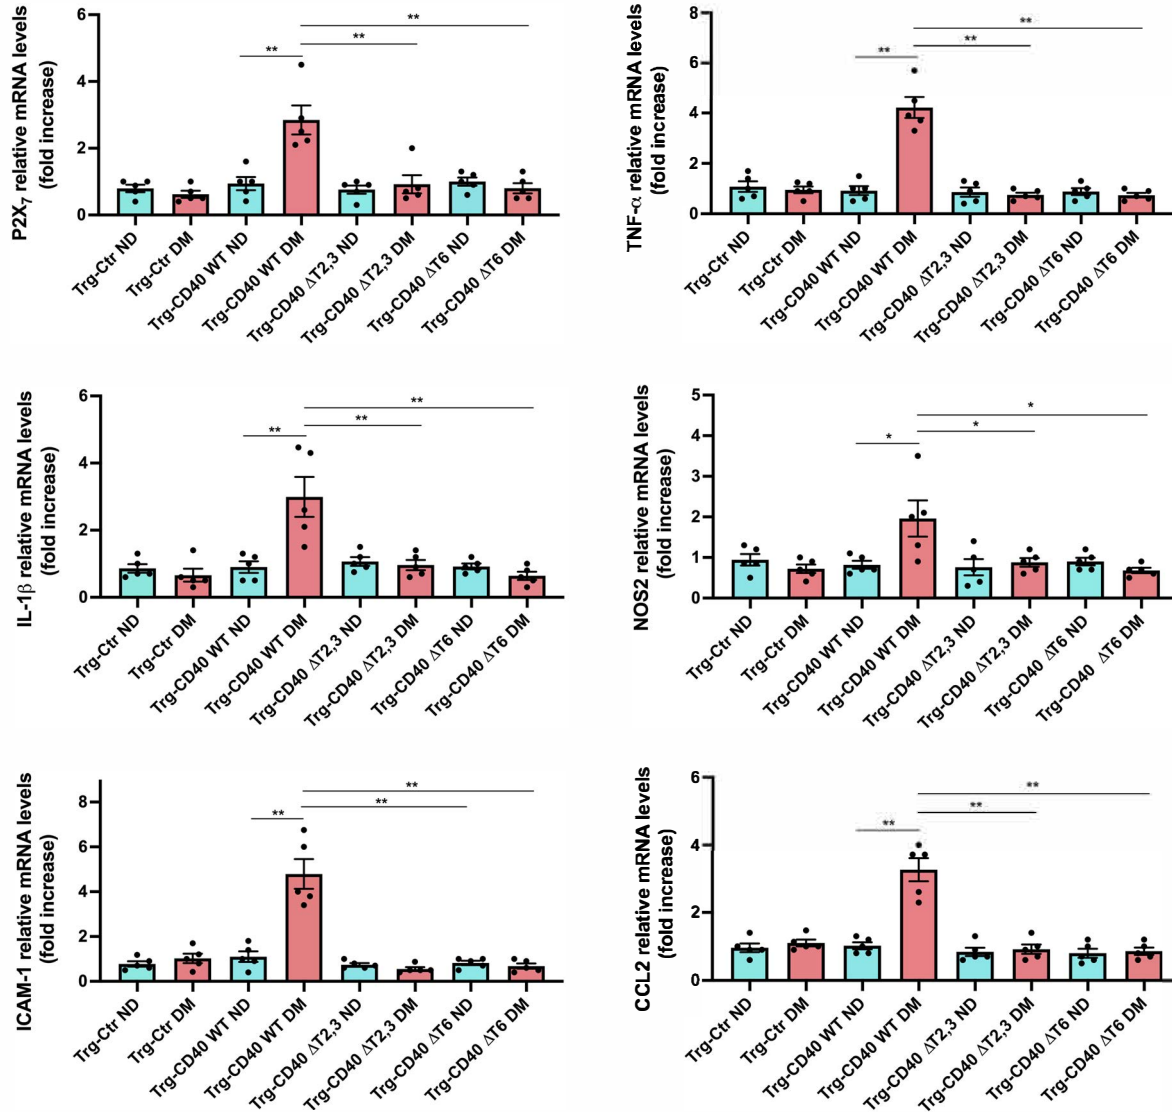 P2X7 relative mRNA levels
(fold increase)
6
4
2
0
**
**
**
Trg-Ctr ND
Trg-Ctr DM
Trg-CD40 WT ND
Trg-CD40 WT DM
Trg-CD40 ΔT2,3 ND
Trg-CD40 ΔT2,3 DM
Trg-CD40 ΔT6 ND
Trg-CD40 ΔT6 DM
TNF-α relative mRNA levels
(fold increase)
8
6
4
2
0
**
**
**
Trg-Ctr ND
Trg-Ctr DM
Trg-CD40 WT ND
Trg-CD40 WT DM
Trg-CD40 ΔT2,3 ND
Trg-CD40 ΔT2,3 DM
Trg-CD40 ΔT6 ND
Trg-CD40 ΔT6 DM
IL-1β relative mRNA levels
(fold increase)
6
4
2
0
**
**
**
Trg-Ctr ND
Trg-Ctr DM
Trg-CD40 WT ND
Trg-CD40 WT DM
Trg-CD40 ΔT2,3 ND
Trg-CD40 ΔT2,3 DM
Trg-CD40 ΔT6 ND
Trg-CD40 ΔT6 DM
NOS2 relative mRNA levels
(fold increase)
5
4
3
2
1
0
*
*
*
Trg-Ctr ND
Trg-Ctr DM
Trg-CD40 WT ND
Trg-CD40 WT DM
Trg-CD40 ΔT2,3 ND
Trg-CD40 ΔT2,3 DM
Trg-CD40 ΔT6 ND
Trg-CD40 ΔT6 DM
ICAM-1 relative mRNA levels
(fold increase)
8
6
4
2
0
**
**
**
Trg-Ctr ND
Trg-Ctr DM
Trg-CD40 WT ND
Trg-CD40 WT DM
Trg-CD40 ΔT2,3 ND
Trg-CD40 ΔT2,3 DM
Trg-CD40 ΔT6 ND
Trg-CD40 ΔT6 DM
CCL2 relative mRNA levels
(fold increase)
6
4
2
0
**
**
**
Trg-Ctr ND
Trg-Ctr DM
Trg-CD40 WT ND
Trg-CD40 WT DM
Trg-CD40 ΔT2,3 ND
Trg-CD40 ΔT2,3 DM
Trg-CD40 ΔT6 ND
Trg-CD40 ΔT6 DM